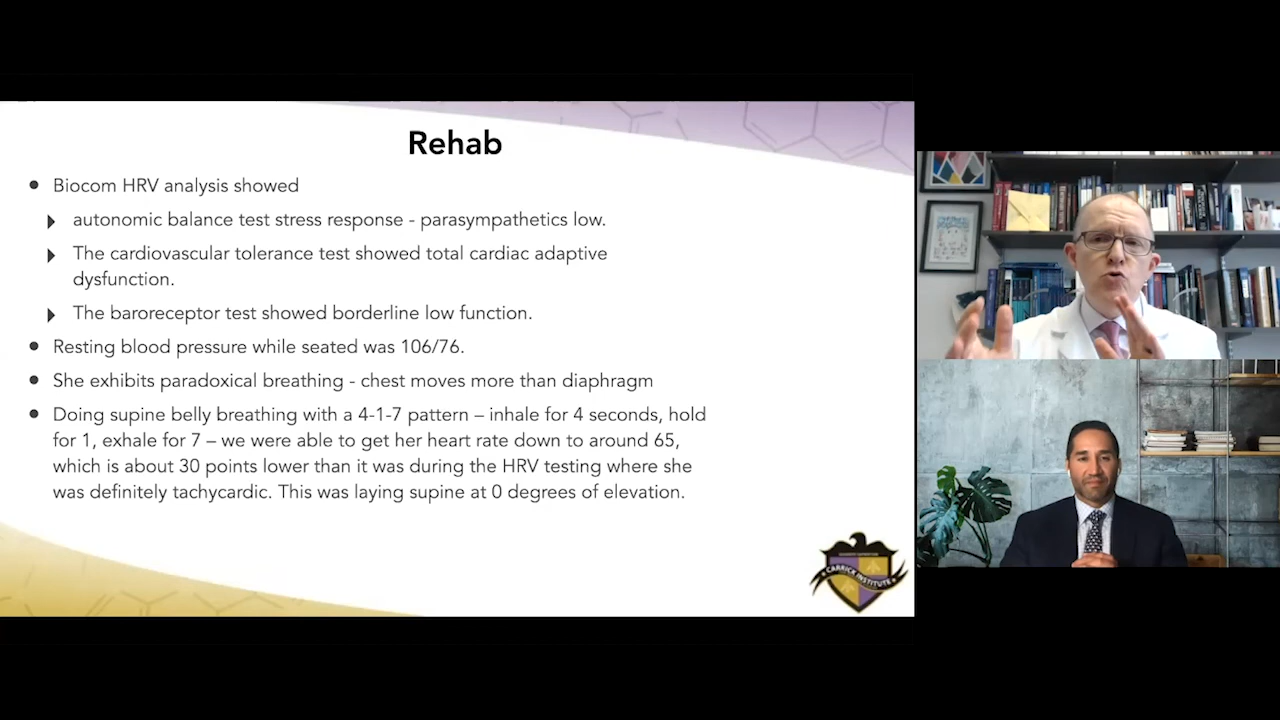 Rehab
Biocom HRV analysis showed
autonomic balance test stress response - parasympathetics low.
The cardiovascular tolerance test showed total cardiac adaptive
dysfunction.
The baroreceptor test showed borderline low function.
Resting blood pressure while seated was 106/76.
She exhibits paradoxical breathing - chest moves more than diaphragm
Doing supine belly breathing with a 4-1-7 pattern – inhale for 4 seconds, hold
for 1, exhale for 7 – we were able to get her heart rate down to around 65,
which is about 30 points lower than it was during the HRV testing where she
was definitely tachycardic. This was laying supine at 0 degrees of elevation.
CARRICK INSTITUTE